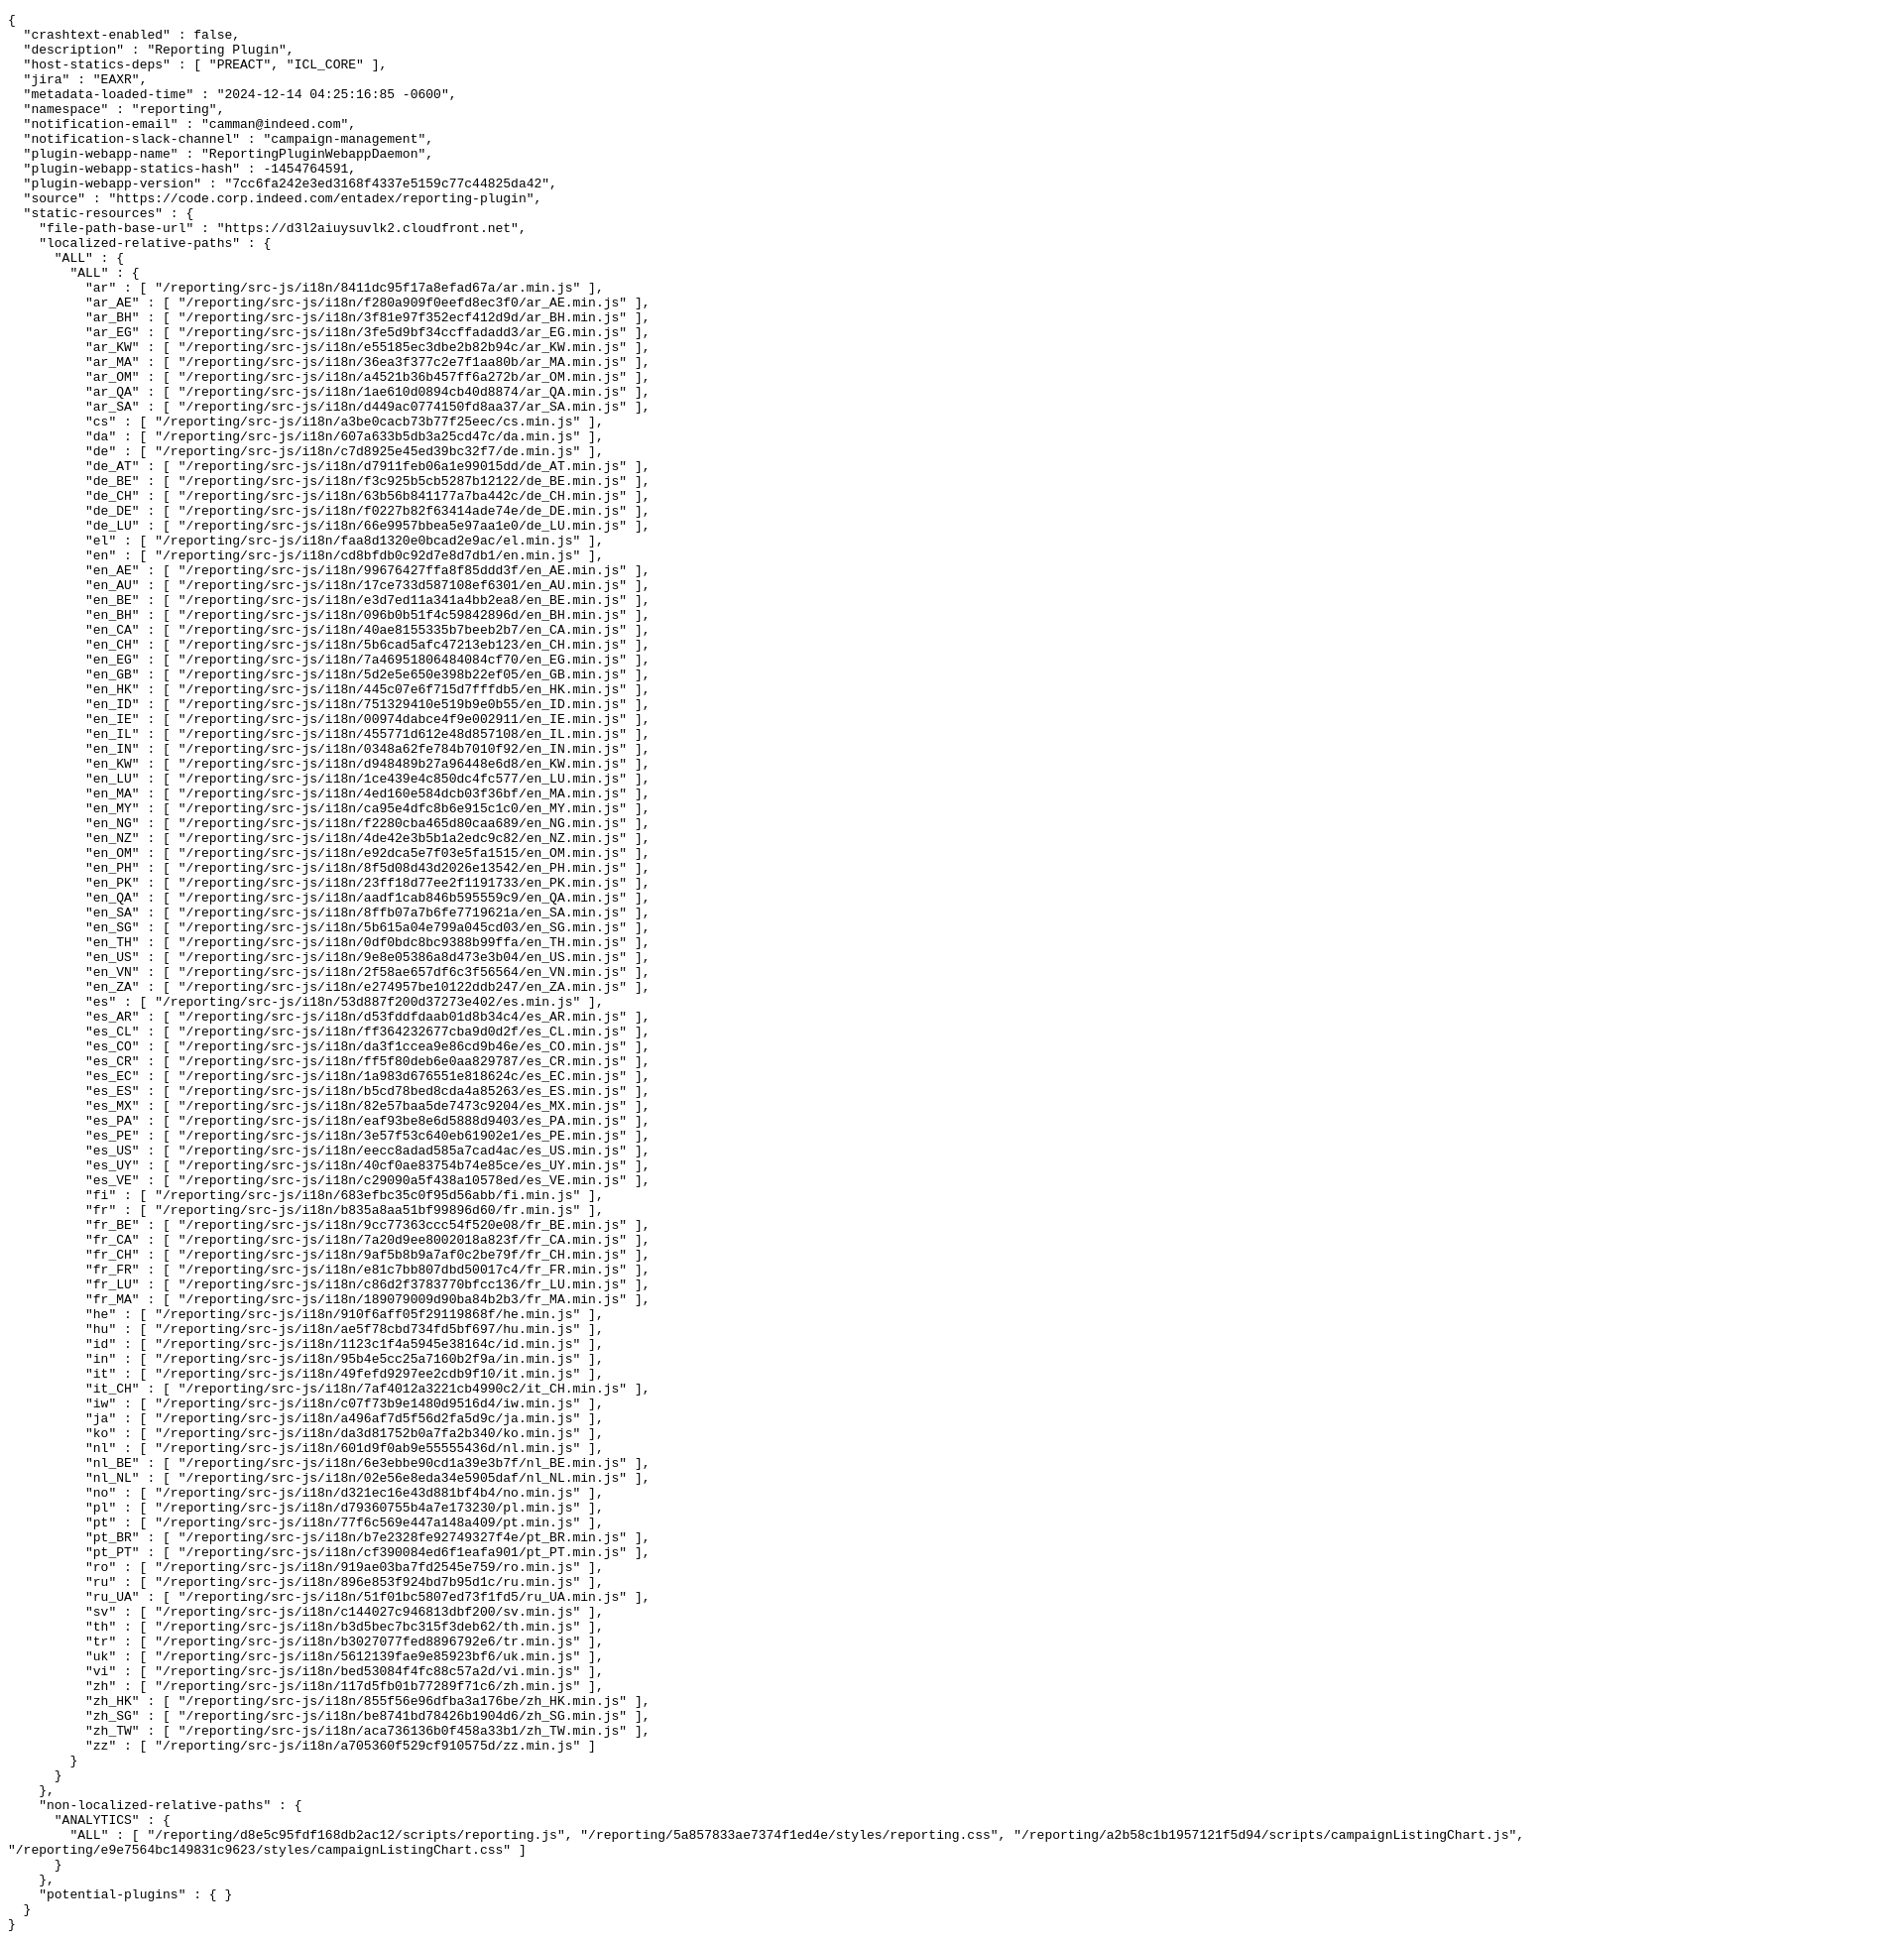 {
  "crashtext-enabled" : false,
  "description" : "Reporting Plugin",
  "host-statics-deps" : [ "PREACT", "ICL_CORE" ],
  "jira" : "EAXR",
  "metadata-loaded-time" : "2024-12-14 04:25:16:85 -0600",
  "namespace" : "reporting",
  "notification-email" : "camman@indeed.com",
  "notification-slack-channel" : "campaign-management",
  "plugin-webapp-name" : "ReportingPluginWebappDaemon",
  "plugin-webapp-statics-hash" : -1454764591,
  "plugin-webapp-version" : "7cc6fa242e3ed3168f4337e5159c77c44825da42",
  "source" : "https://code.corp.indeed.com/entadex/reporting-plugin",
  "static-resources" : {
    "file-path-base-url" : "https://d3l2aiuysuvlk2.cloudfront.net",
    "localized-relative-paths" : {
      "ALL" : {
        "ALL" : {
          "ar" : [ "/reporting/src-js/i18n/8411dc95f17a8efad67a/ar.min.js" ],
          "ar_AE" : [ "/reporting/src-js/i18n/f280a909f0eefd8ec3f0/ar_AE.min.js" ],
          "ar_BH" : [ "/reporting/src-js/i18n/3f81e97f352ecf412d9d/ar_BH.min.js" ],
          "ar_EG" : [ "/reporting/src-js/i18n/3fe5d9bf34ccffadadd3/ar_EG.min.js" ],
          "ar_KW" : [ "/reporting/src-js/i18n/e55185ec3dbe2b82b94c/ar_KW.min.js" ],
          "ar_MA" : [ "/reporting/src-js/i18n/36ea3f377c2e7f1aa80b/ar_MA.min.js" ],
          "ar_OM" : [ "/reporting/src-js/i18n/a4521b36b457ff6a272b/ar_OM.min.js" ],
          "ar_QA" : [ "/reporting/src-js/i18n/1ae610d0894cb40d8874/ar_QA.min.js" ],
          "ar_SA" : [ "/reporting/src-js/i18n/d449ac0774150fd8aa37/ar_SA.min.js" ],
          "cs" : [ "/reporting/src-js/i18n/a3be0cacb73b77f25eec/cs.min.js" ],
          "da" : [ "/reporting/src-js/i18n/607a633b5db3a25cd47c/da.min.js" ],
          "de" : [ "/reporting/src-js/i18n/c7d8925e45ed39bc32f7/de.min.js" ],
          "de_AT" : [ "/reporting/src-js/i18n/d7911feb06a1e99015dd/de_AT.min.js" ],
          "de_BE" : [ "/reporting/src-js/i18n/f3c925b5cb5287b12122/de_BE.min.js" ],
          "de_CH" : [ "/reporting/src-js/i18n/63b56b841177a7ba442c/de_CH.min.js" ],
          "de_DE" : [ "/reporting/src-js/i18n/f0227b82f63414ade74e/de_DE.min.js" ],
          "de_LU" : [ "/reporting/src-js/i18n/66e9957bbea5e97aa1e0/de_LU.min.js" ],
          "el" : [ "/reporting/src-js/i18n/faa8d1320e0bcad2e9ac/el.min.js" ],
          "en" : [ "/reporting/src-js/i18n/cd8bfdb0c92d7e8d7db1/en.min.js" ],
          "en_AE" : [ "/reporting/src-js/i18n/99676427ffa8f85ddd3f/en_AE.min.js" ],
          "en_AU" : [ "/reporting/src-js/i18n/17ce733d587108ef6301/en_AU.min.js" ],
          "en_BE" : [ "/reporting/src-js/i18n/e3d7ed11a341a4bb2ea8/en_BE.min.js" ],
          "en_BH" : [ "/reporting/src-js/i18n/096b0b51f4c59842896d/en_BH.min.js" ],
          "en_CA" : [ "/reporting/src-js/i18n/40ae8155335b7beeb2b7/en_CA.min.js" ],
          "en_CH" : [ "/reporting/src-js/i18n/5b6cad5afc47213eb123/en_CH.min.js" ],
          "en_EG" : [ "/reporting/src-js/i18n/7a46951806484084cf70/en_EG.min.js" ],
          "en_GB" : [ "/reporting/src-js/i18n/5d2e5e650e398b22ef05/en_GB.min.js" ],
          "en_HK" : [ "/reporting/src-js/i18n/445c07e6f715d7fffdb5/en_HK.min.js" ],
          "en_ID" : [ "/reporting/src-js/i18n/751329410e519b9e0b55/en_ID.min.js" ],
          "en_IE" : [ "/reporting/src-js/i18n/00974dabce4f9e002911/en_IE.min.js" ],
          "en_IL" : [ "/reporting/src-js/i18n/455771d612e48d857108/en_IL.min.js" ],
          "en_IN" : [ "/reporting/src-js/i18n/0348a62fe784b7010f92/en_IN.min.js" ],
          "en_KW" : [ "/reporting/src-js/i18n/d948489b27a96448e6d8/en_KW.min.js" ],
          "en_LU" : [ "/reporting/src-js/i18n/1ce439e4c850dc4fc577/en_LU.min.js" ],
          "en_MA" : [ "/reporting/src-js/i18n/4ed160e584dcb03f36bf/en_MA.min.js" ],
          "en_MY" : [ "/reporting/src-js/i18n/ca95e4dfc8b6e915c1c0/en_MY.min.js" ],
          "en_NG" : [ "/reporting/src-js/i18n/f2280cba465d80caa689/en_NG.min.js" ],
          "en_NZ" : [ "/reporting/src-js/i18n/4de42e3b5b1a2edc9c82/en_NZ.min.js" ],
          "en_OM" : [ "/reporting/src-js/i18n/e92dca5e7f03e5fa1515/en_OM.min.js" ],
          "en_PH" : [ "/reporting/src-js/i18n/8f5d08d43d2026e13542/en_PH.min.js" ],
          "en_PK" : [ "/reporting/src-js/i18n/23ff18d77ee2f1191733/en_PK.min.js" ],
          "en_QA" : [ "/reporting/src-js/i18n/aadf1cab846b595559c9/en_QA.min.js" ],
          "en_SA" : [ "/reporting/src-js/i18n/8ffb07a7b6fe7719621a/en_SA.min.js" ],
          "en_SG" : [ "/reporting/src-js/i18n/5b615a04e799a045cd03/en_SG.min.js" ],
          "en_TH" : [ "/reporting/src-js/i18n/0df0bdc8bc9388b99ffa/en_TH.min.js" ],
          "en_US" : [ "/reporting/src-js/i18n/9e8e05386a8d473e3b04/en_US.min.js" ],
          "en_VN" : [ "/reporting/src-js/i18n/2f58ae657df6c3f56564/en_VN.min.js" ],
          "en_ZA" : [ "/reporting/src-js/i18n/e274957be10122ddb247/en_ZA.min.js" ],
          "es" : [ "/reporting/src-js/i18n/53d887f200d37273e402/es.min.js" ],
          "es_AR" : [ "/reporting/src-js/i18n/d53fddfdaab01d8b34c4/es_AR.min.js" ],
          "es_CL" : [ "/reporting/src-js/i18n/ff364232677cba9d0d2f/es_CL.min.js" ],
          "es_CO" : [ "/reporting/src-js/i18n/da3f1ccea9e86cd9b46e/es_CO.min.js" ],
          "es_CR" : [ "/reporting/src-js/i18n/ff5f80deb6e0aa829787/es_CR.min.js" ],
          "es_EC" : [ "/reporting/src-js/i18n/1a983d676551e818624c/es_EC.min.js" ],
          "es_ES" : [ "/reporting/src-js/i18n/b5cd78bed8cda4a85263/es_ES.min.js" ],
          "es_MX" : [ "/reporting/src-js/i18n/82e57baa5de7473c9204/es_MX.min.js" ],
          "es_PA" : [ "/reporting/src-js/i18n/eaf93be8e6d5888d9403/es_PA.min.js" ],
          "es_PE" : [ "/reporting/src-js/i18n/3e57f53c640eb61902e1/es_PE.min.js" ],
          "es_US" : [ "/reporting/src-js/i18n/eecc8adad585a7cad4ac/es_US.min.js" ],
          "es_UY" : [ "/reporting/src-js/i18n/40cf0ae83754b74e85ce/es_UY.min.js" ],
          "es_VE" : [ "/reporting/src-js/i18n/c29090a5f438a10578ed/es_VE.min.js" ],
          "fi" : [ "/reporting/src-js/i18n/683efbc35c0f95d56abb/fi.min.js" ],
          "fr" : [ "/reporting/src-js/i18n/b835a8aa51bf99896d60/fr.min.js" ],
          "fr_BE" : [ "/reporting/src-js/i18n/9cc77363ccc54f520e08/fr_BE.min.js" ],
          "fr_CA" : [ "/reporting/src-js/i18n/7a20d9ee8002018a823f/fr_CA.min.js" ],
          "fr_CH" : [ "/reporting/src-js/i18n/9af5b8b9a7af0c2be79f/fr_CH.min.js" ],
          "fr_FR" : [ "/reporting/src-js/i18n/e81c7bb807dbd50017c4/fr_FR.min.js" ],
          "fr_LU" : [ "/reporting/src-js/i18n/c86d2f3783770bfcc136/fr_LU.min.js" ],
          "fr_MA" : [ "/reporting/src-js/i18n/189079009d90ba84b2b3/fr_MA.min.js" ],
          "he" : [ "/reporting/src-js/i18n/910f6aff05f29119868f/he.min.js" ],
          "hu" : [ "/reporting/src-js/i18n/ae5f78cbd734fd5bf697/hu.min.js" ],
          "id" : [ "/reporting/src-js/i18n/1123c1f4a5945e38164c/id.min.js" ],
          "in" : [ "/reporting/src-js/i18n/95b4e5cc25a7160b2f9a/in.min.js" ],
          "it" : [ "/reporting/src-js/i18n/49fefd9297ee2cdb9f10/it.min.js" ],
          "it_CH" : [ "/reporting/src-js/i18n/7af4012a3221cb4990c2/it_CH.min.js" ],
          "iw" : [ "/reporting/src-js/i18n/c07f73b9e1480d9516d4/iw.min.js" ],
          "ja" : [ "/reporting/src-js/i18n/a496af7d5f56d2fa5d9c/ja.min.js" ],
          "ko" : [ "/reporting/src-js/i18n/da3d81752b0a7fa2b340/ko.min.js" ],
          "nl" : [ "/reporting/src-js/i18n/601d9f0ab9e55555436d/nl.min.js" ],
          "nl_BE" : [ "/reporting/src-js/i18n/6e3ebbe90cd1a39e3b7f/nl_BE.min.js" ],
          "nl_NL" : [ "/reporting/src-js/i18n/02e56e8eda34e5905daf/nl_NL.min.js" ],
          "no" : [ "/reporting/src-js/i18n/d321ec16e43d881bf4b4/no.min.js" ],
          "pl" : [ "/reporting/src-js/i18n/d79360755b4a7e173230/pl.min.js" ],
          "pt" : [ "/reporting/src-js/i18n/77f6c569e447a148a409/pt.min.js" ],
          "pt_BR" : [ "/reporting/src-js/i18n/b7e2328fe92749327f4e/pt_BR.min.js" ],
          "pt_PT" : [ "/reporting/src-js/i18n/cf390084ed6f1eafa901/pt_PT.min.js" ],
          "ro" : [ "/reporting/src-js/i18n/919ae03ba7fd2545e759/ro.min.js" ],
          "ru" : [ "/reporting/src-js/i18n/896e853f924bd7b95d1c/ru.min.js" ],
          "ru_UA" : [ "/reporting/src-js/i18n/51f01bc5807ed73f1fd5/ru_UA.min.js" ],
          "sv" : [ "/reporting/src-js/i18n/c144027c946813dbf200/sv.min.js" ],
          "th" : [ "/reporting/src-js/i18n/b3d5bec7bc315f3deb62/th.min.js" ],
          "tr" : [ "/reporting/src-js/i18n/b3027077fed8896792e6/tr.min.js" ],
          "uk" : [ "/reporting/src-js/i18n/5612139fae9e85923bf6/uk.min.js" ],
          "vi" : [ "/reporting/src-js/i18n/bed53084f4fc88c57a2d/vi.min.js" ],
          "zh" : [ "/reporting/src-js/i18n/117d5fb01b77289f71c6/zh.min.js" ],
          "zh_HK" : [ "/reporting/src-js/i18n/855f56e96dfba3a176be/zh_HK.min.js" ],
          "zh_SG" : [ "/reporting/src-js/i18n/be8741bd78426b1904d6/zh_SG.min.js" ],
          "zh_TW" : [ "/reporting/src-js/i18n/aca736136b0f458a33b1/zh_TW.min.js" ],
          "zz" : [ "/reporting/src-js/i18n/a705360f529cf910575d/zz.min.js" ]
        }
      }
    },
    "non-localized-relative-paths" : {
      "ANALYTICS" : {
        "ALL" : [ "/reporting/d8e5c95fdf168db2ac12/scripts/reporting.js", "/reporting/5a857833ae7374f1ed4e/styles/reporting.css", "/reporting/a2b58c1b1957121f5d94/scripts/campaignListingChart.js",
"/reporting/e9e7564bc149831c9623/styles/campaignListingChart.css" ]
      }
    },
    "potential-plugins" : { }
  }
}